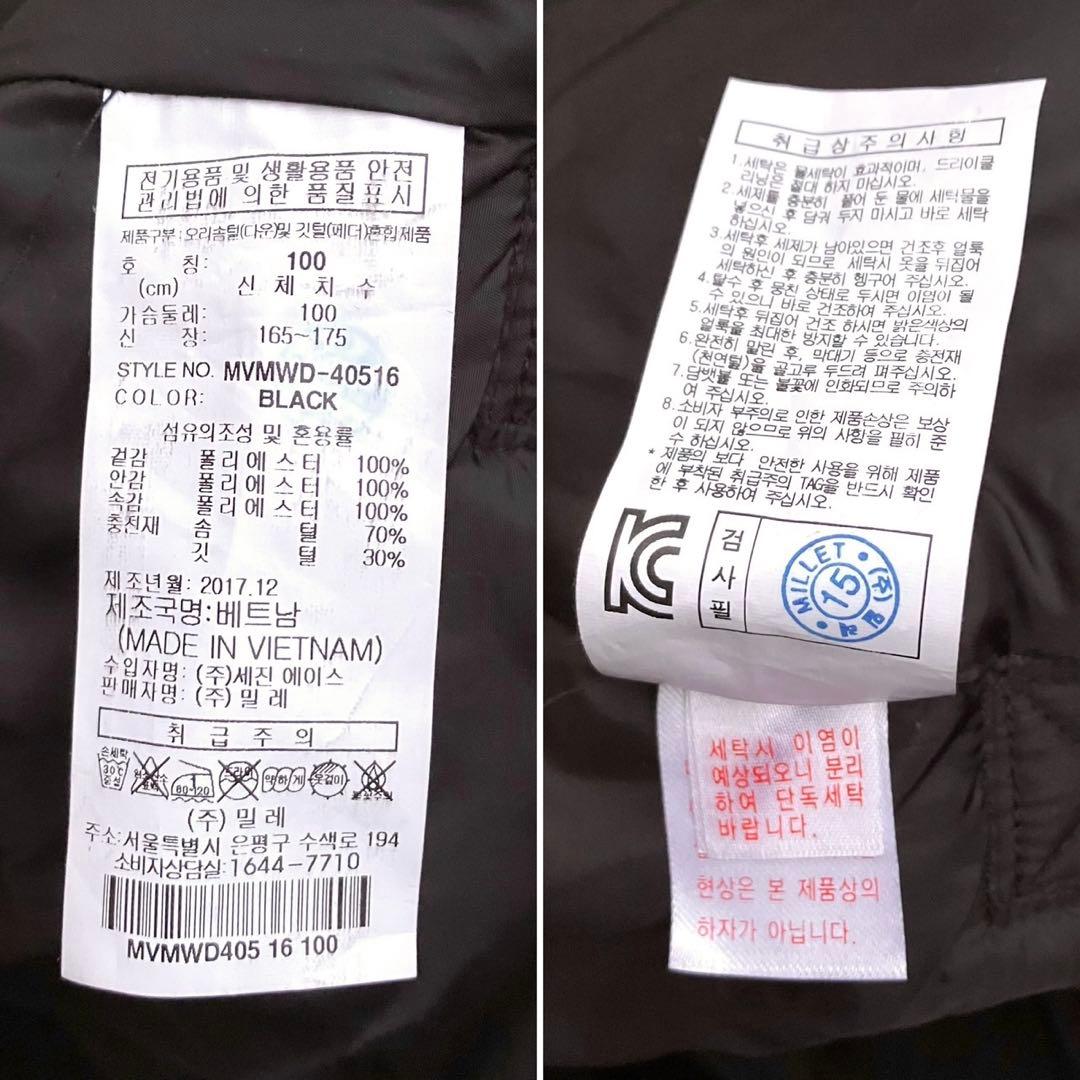 전기용품 및 생활용품 안전
관리법에 의한 품질표시
제품구분 : 오리솜털(다운)및 깃털(페더)혼합제품
호 칭: 100
(cm) 신 체 치 수
가슴둘레: 100
신 장: 165~175
STYLE NO. MVMWD-40516
COLOR: BLACK
섬유의조성 및 혼용률
겉감 폴리에스터 100%
안감 폴리에스터 100%
속감 폴리에스터 100%
충전재 솜 털 70%
깃 털 30%
제조년월: 2017.12
제조국명:베트남
(MADE IN VIETNAM)
수입자명: (주)세진 에이스
판매자명: (주) 밀레
취 급 주 의
손세탁
30℃
중성
80~120
드라이
약하게
옷걸이
(주) 밀레
주소:서울특별시 은평구 수색로 194
소비자상담실:1644-7710
MVMWD405 16 100
취급상주의사항
1.세탁은 물세탁이 효과적이며, 드라이클
리닝은 절대 하지 마십시오.
2.세제를 충분히 풀어 둔 물에 세탁물을
넣으신 후 담궈 두지 마시고 바로 세탁
하십시오.
3.세탁후 세제가 남아있으면 건조후 얼룩
의 원인이 되므로 세탁시 옷을 뒤집어
세탁하신 후 충분히 헹구어 주십시오.
4.탈수 후 뭉친 상태로 두시면 이염이 될
수 있으니 바로 건조하여 주십시오.
5.세탁후 뒤집어 건조 하시면 밝은색상의
얼룩을 최대한 방지할 수 있습니다.
6.완전히 말린 후, 막대기 등으로 충전재
(천연털)을 골고루 두드려 펴주십시오.
7.담뱃불 또는 불꽃에 인화되므로 주의하
여 주십시오.
8.소비자 부주의로 인한 제품손상은 보상
이 되지 않으므로 위의 사항을 필히 준
수 하십시오.
* 제품의 보다 안전한 사용을 위해 제품
에 부착된 취급주의 TAG을 반드시 확인
한 후 사용하여 주십시오.
KC
검
사
필
MILLET
15
(주)밀레
세탁시 이염이
예상되오니 분리
하여 단독세탁
바랍니다.
현상은 본 제품상의
하자가 아닙니다.